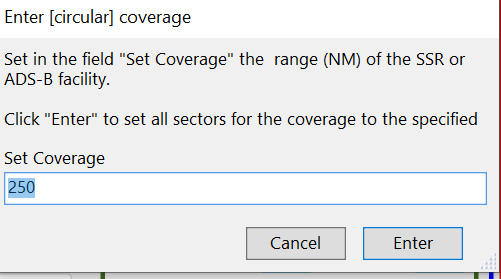 Enter [circular] coverage
Set in the field "Set Coverage" the  range (NM) of the SSR or
ADS-B facility.
Click "Enter" to set all sectors for the coverage to the specified
Set Coverage
250
Cancel
Enter